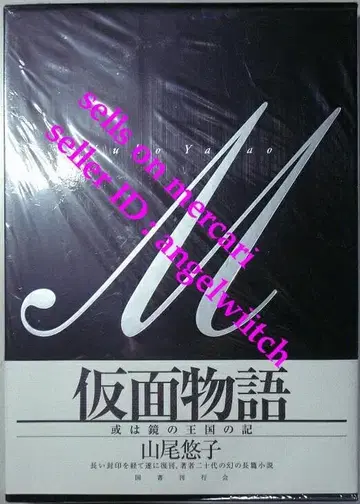 sells on mercari
seller ID : angelwiitch
M
仮面物語
或は鏡の王国の記
山尾悠子
長い封印を経て遂に復刊、著者二十代の幻の長篇小説
国書刊行会